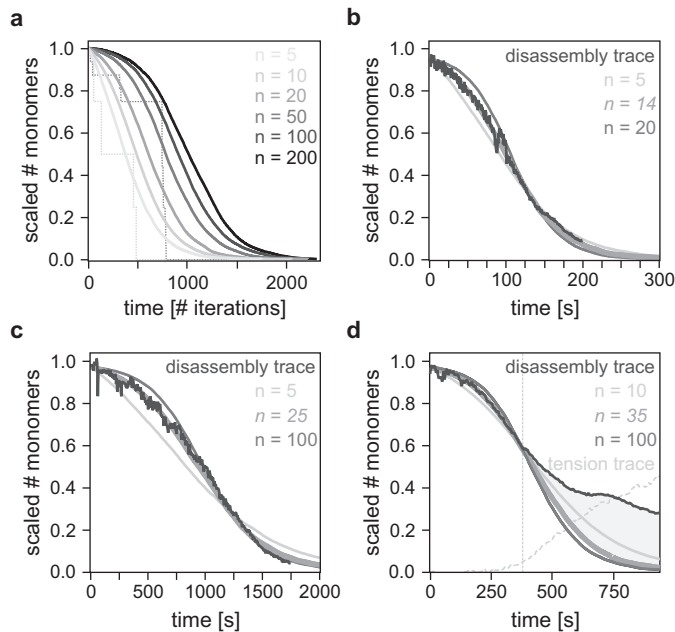 a
scaled # monomers
1.0
0.8
0.6
0.4
0.2
0.0
n = 5
n = 10
n = 20
n = 50
n = 100
n = 200
0
1000
2000
time [# iterations]
b
scaled # monomers
1.0
0.8
0.6
0.4
0.2
0.0
disassembly trace
n = 5
n = 14
n = 20
0
100
200
300
time [s]
c
scaled # monomers
1.0
0.8
0.6
0.4
0.2
0.0
disassembly trace
n = 5
n = 25
n = 100
0
500
1000
1500
2000
time [s]
d
scaled # monomers
1.0
0.8
0.6
0.4
0.2
0.0
disassembly trace
n = 10
n = 35
n = 100
tension trace
0
250
500
750
time [s]